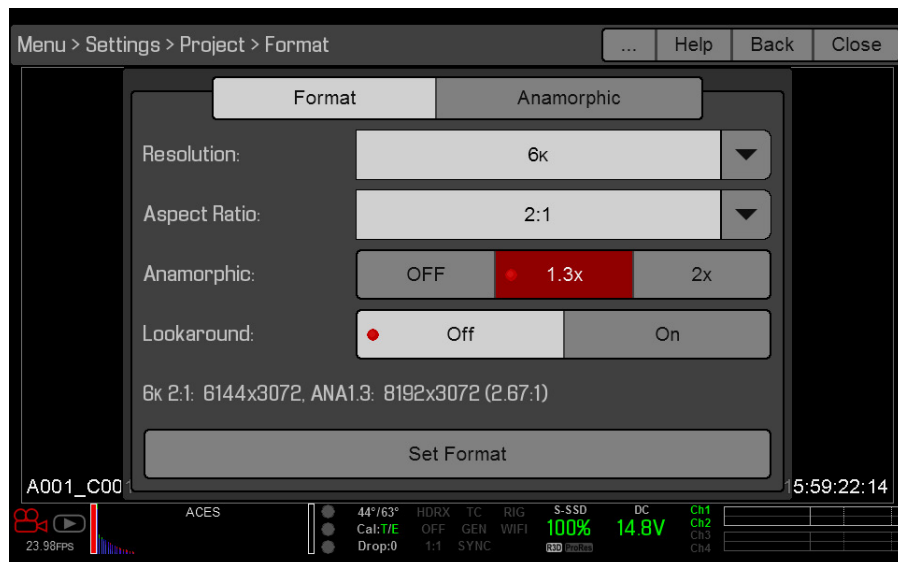 Menu > Settings > Project > Format
... Help Back Close
Format Anamorphic
Resolution: 6K
Aspect Ratio: 2:1
Anamorphic: OFF 1.3x 2x
Lookaround: Off On
6K 2:1: 6144x3072, ANA1.3: 8192x3072 (2.67:1)
Set Format
A001_C00 15:59:22:14
ACES 44°/63° HDRX TC RIG S-SSD DC Ch1
Cal:T/E OFF GEN WIFI 100% 14.8V Ch2
23.98FPS Drop:0 1:1 SYNC R3D ProRes Ch3
Ch4